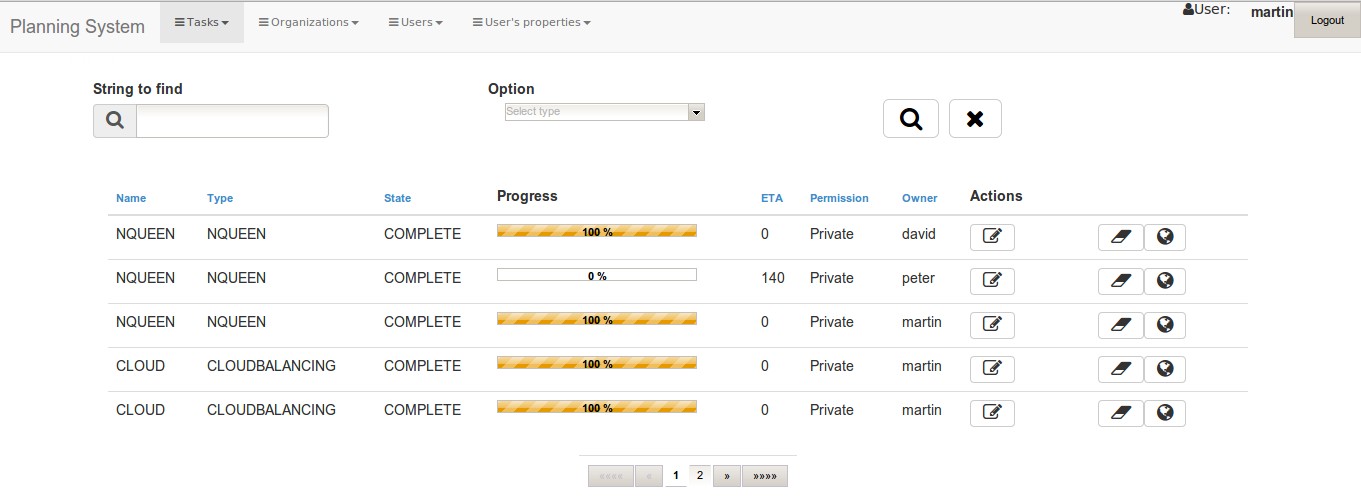 Planning System Tasks Organizations Users User's properties User: martin Logout
String to find Option
Select type
Name Type State Progress ETA Permission Owner Actions
NQUEEN NQUEEN COMPLETE 100 % 0 Private david
NQUEEN NQUEEN COMPLETE 0 % 140 Private peter
NQUEEN NQUEEN COMPLETE 100 % 0 Private martin
CLOUD CLOUDBALANCING COMPLETE 100 % 0 Private martin
CLOUD CLOUDBALANCING COMPLETE 100 % 0 Private martin
«««« « 1 2 » »»»»